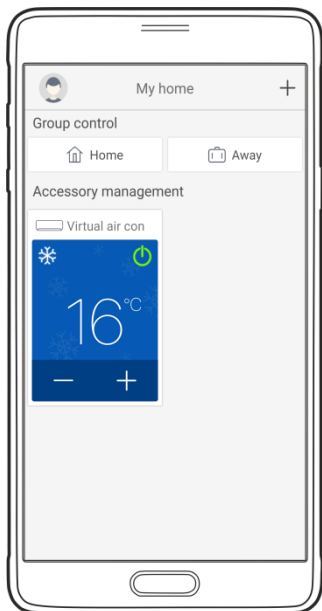 My home +
Group control
Home
Away
Accessory management
Virtual air con
16°C
− +